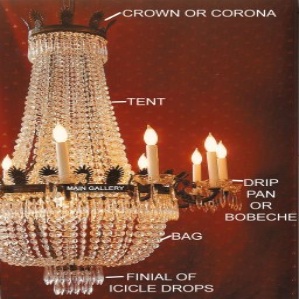 CROWN OR CORONA
TENT
MAIN GALLERY
DRIP
PAN
OR
BOBECHE
BAG
FINIAL OF
ICICLE DROPS